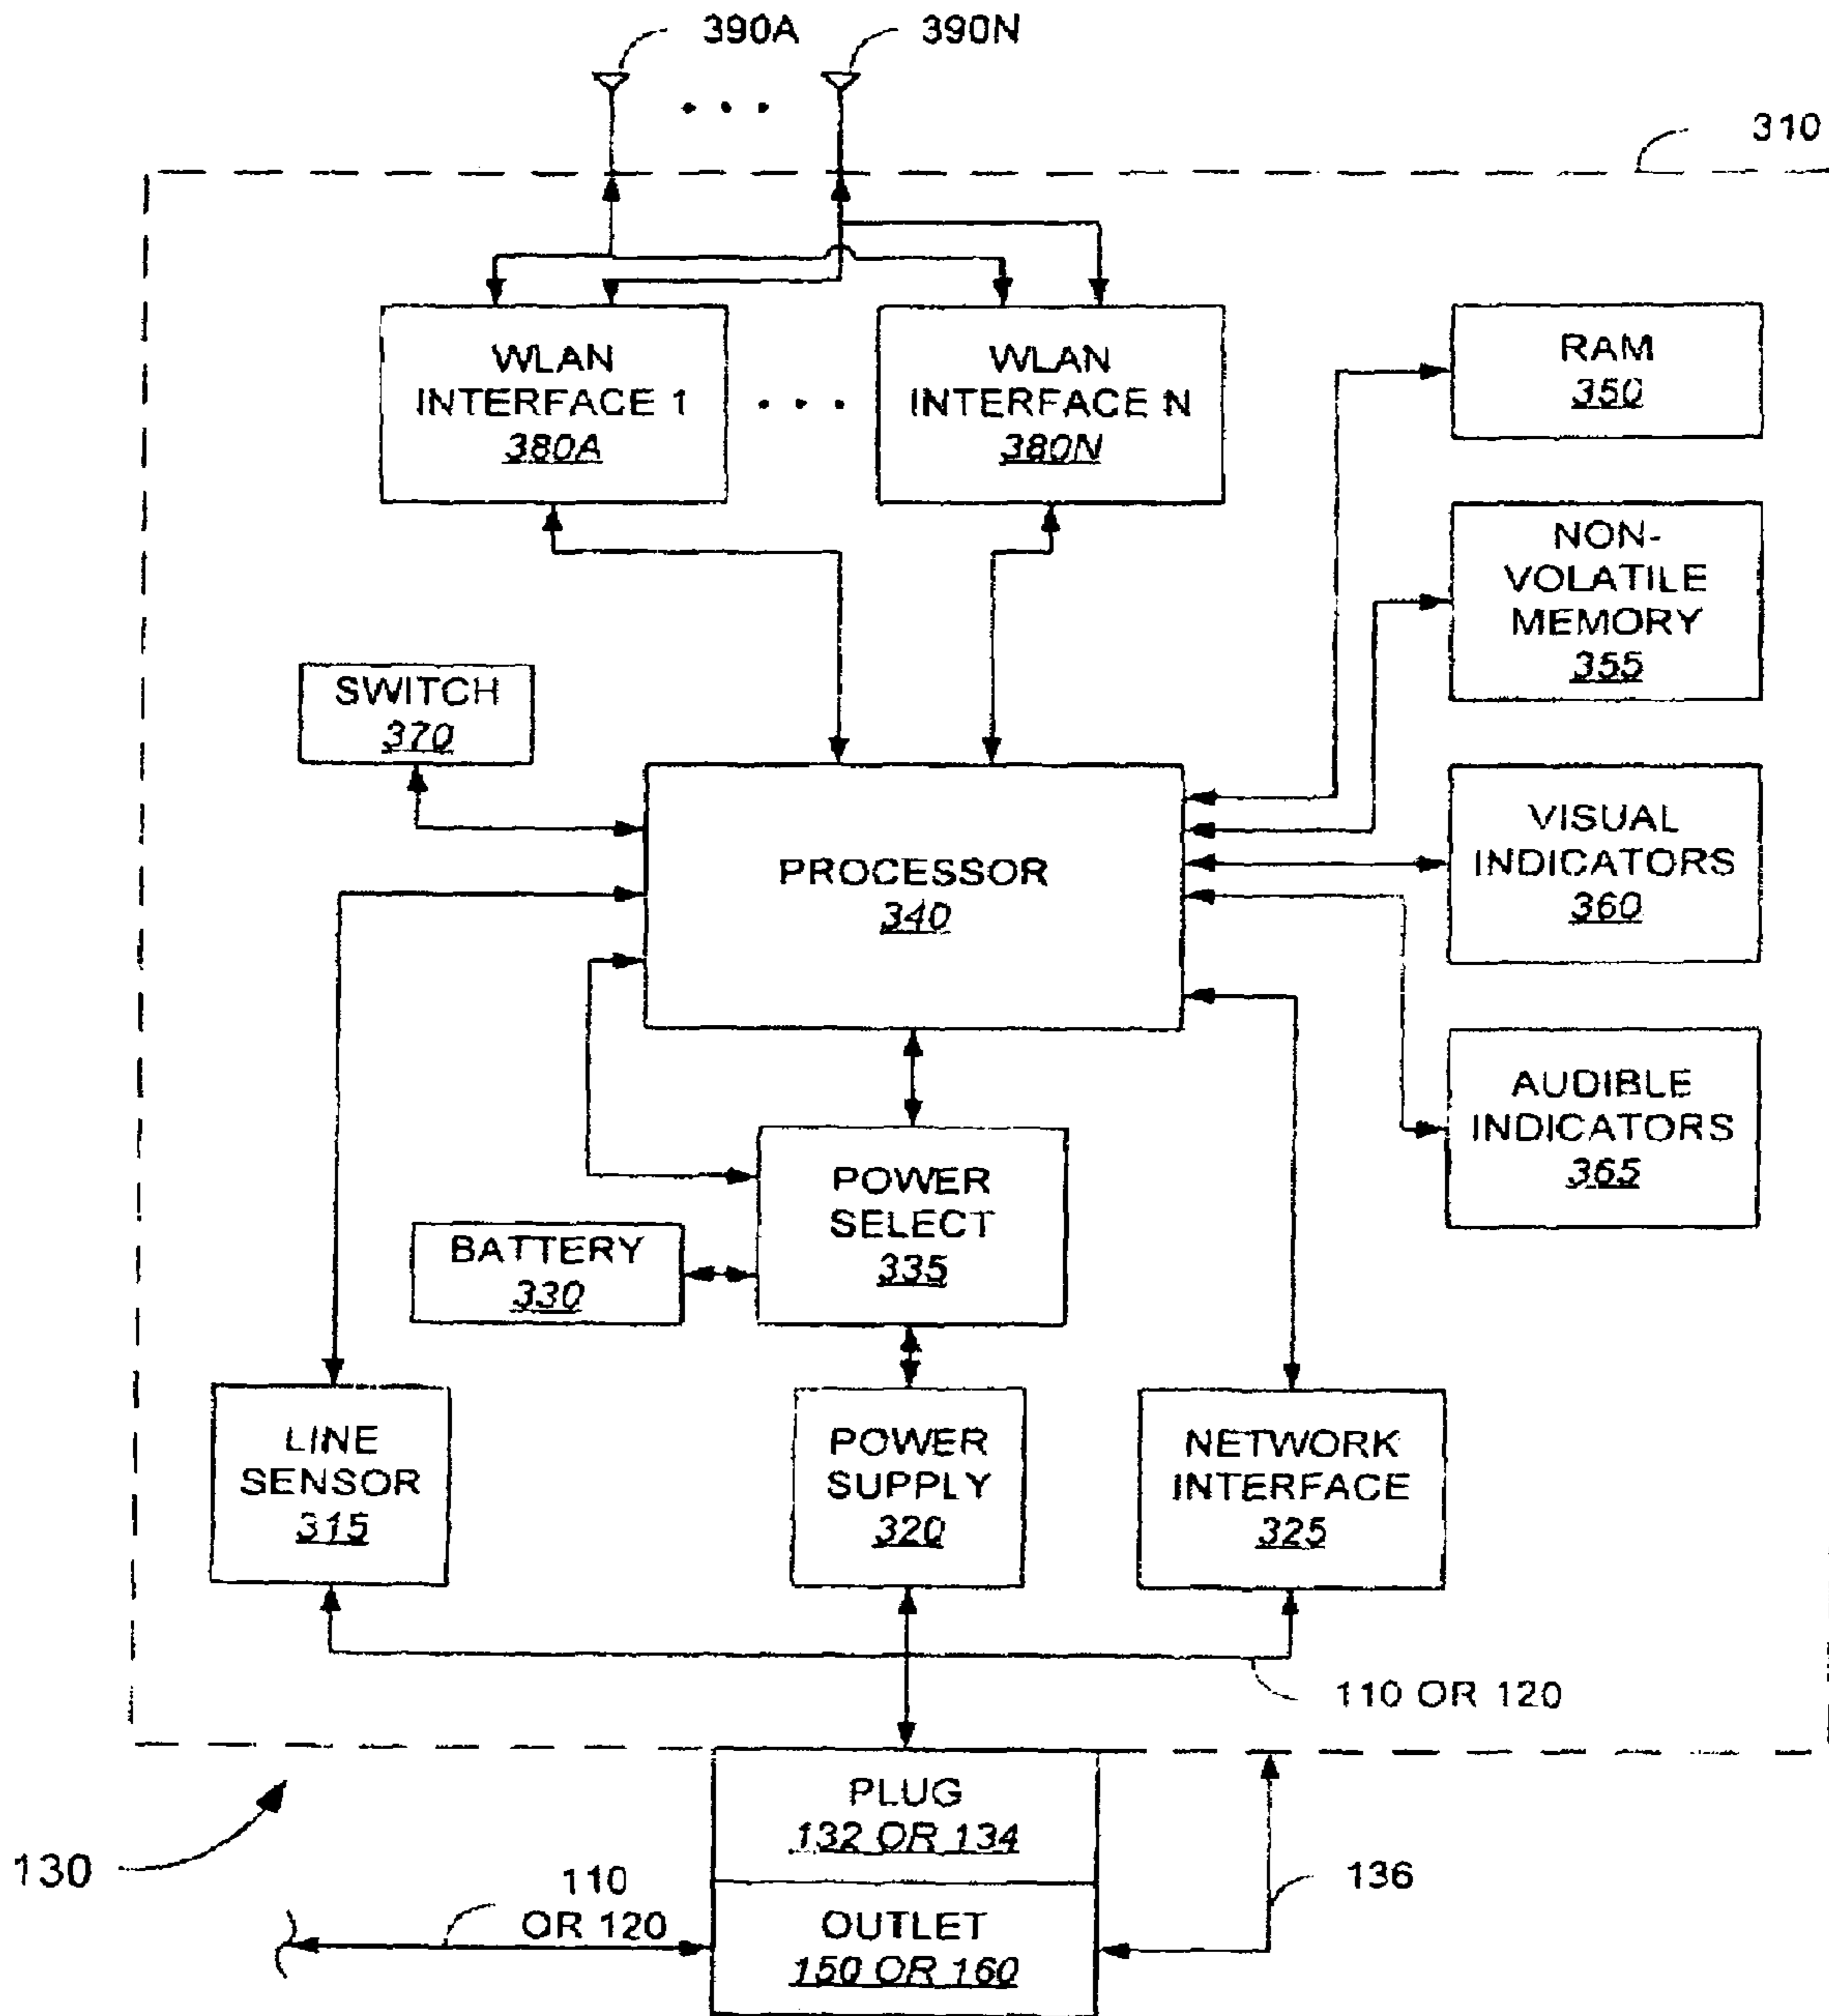 390A
390N
310
WLAN
INTERFACE 1
380A
WLAN
INTERFACE N
380N
RAM
350
NON-
VOLATILE
MEMORY
355
SWITCH
370
PROCESSOR
340
VISUAL
INDICATORS
360
AUDIBLE
INDICATORS
365
POWER
SELECT
335
BATTERY
330
LINE
SENSOR
315
POWER
SUPPLY
320
NETWORK
INTERFACE
325
110 OR 120
PLUG
132 OR 134
130
110
OR 120
OUTLET
150 OR 160
136